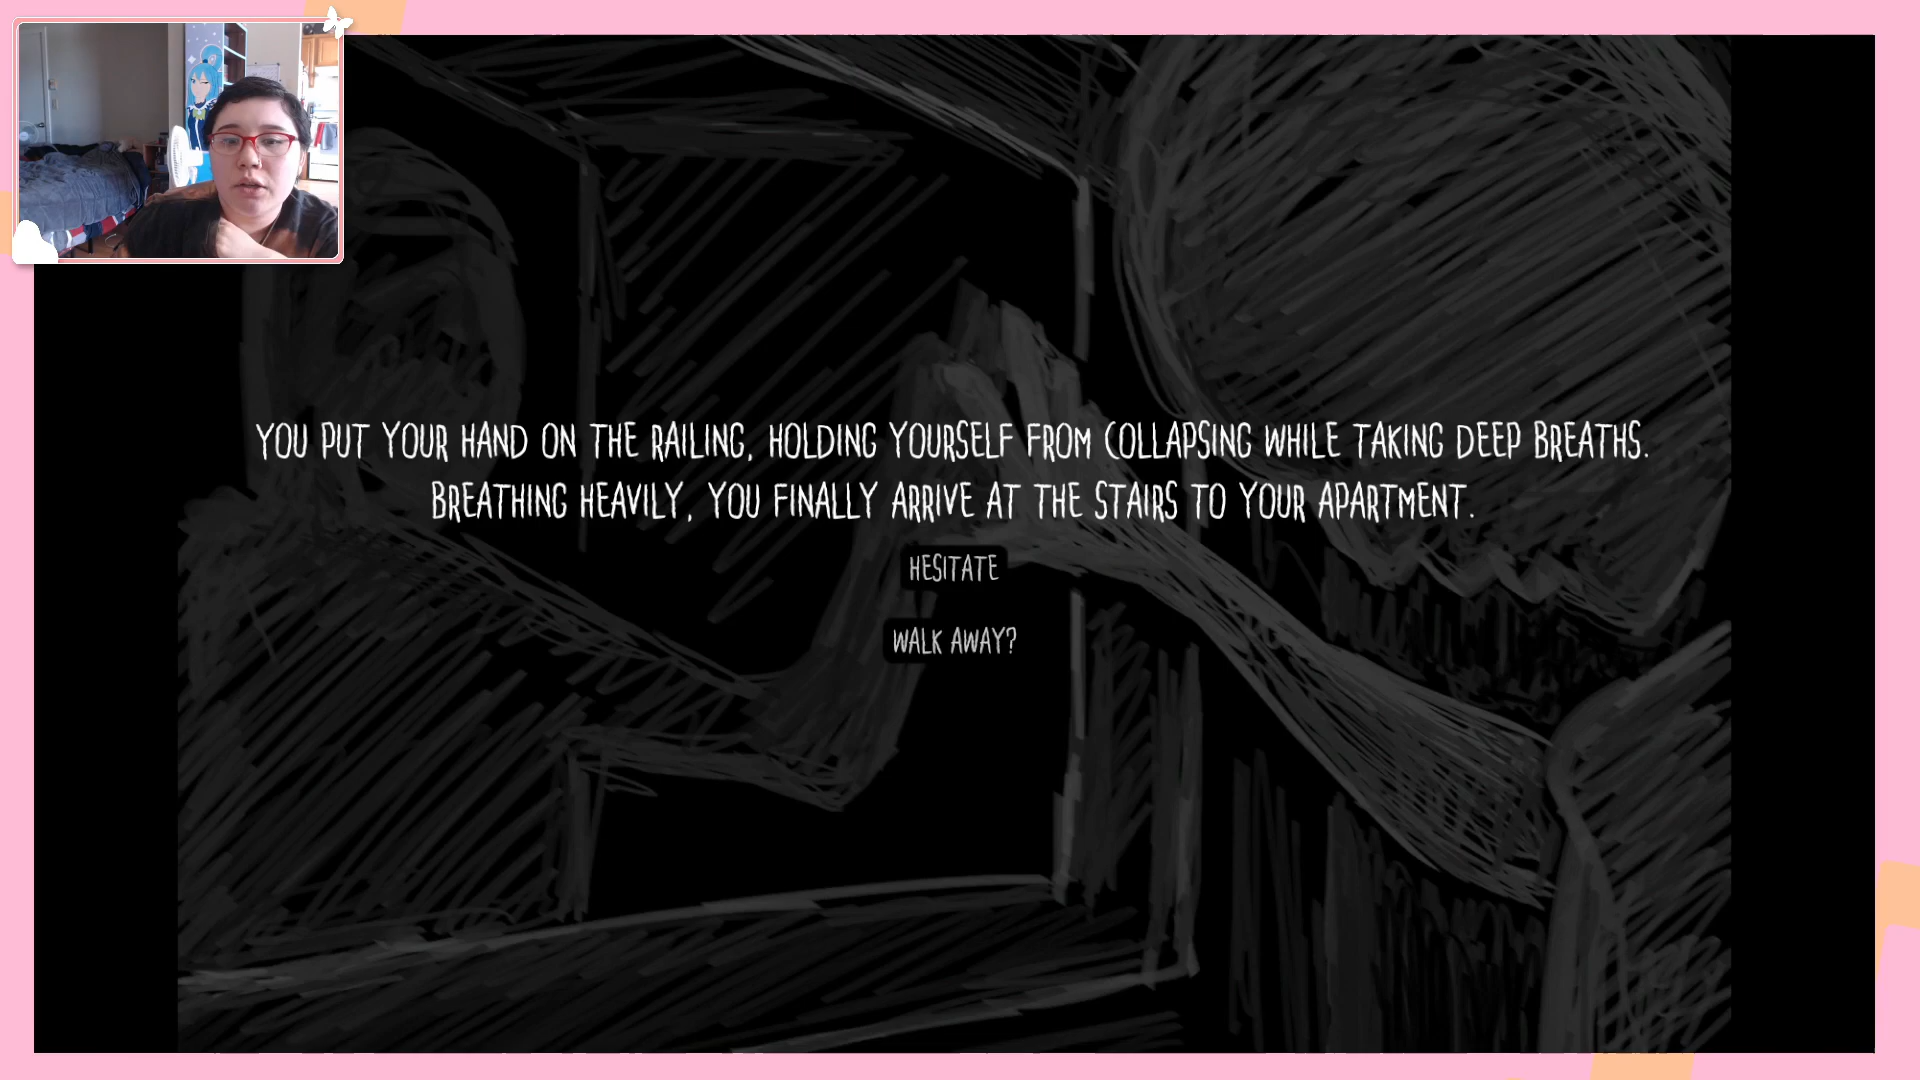 YOU PUT YOUR HAND ON THE RAILING, HOLDING YOURSELF FROM COLLAPSING WHILE TAKING DEEP BREATHS.
BREATHING HEAVILY, YOU FINALLY ARRIVE AT THE STAIRS TO YOUR APARTMENT.
HESITATE
WALK AWAY?